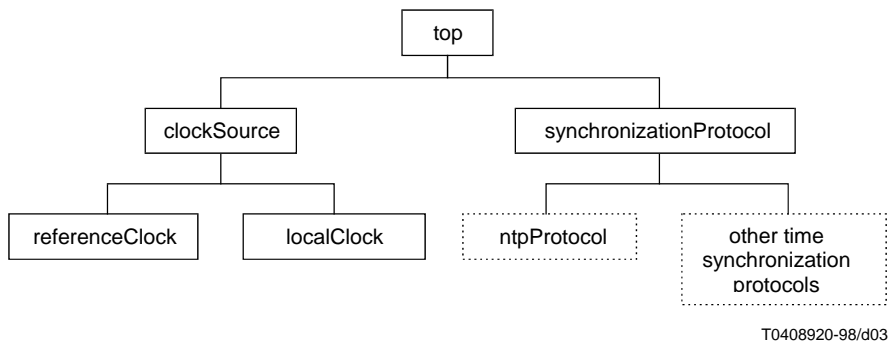 top
clockSource
synchronizationProtocol
referenceClock
localClock
ntpProtocol
other time
synchronization
protocols
T0408920-98/d03